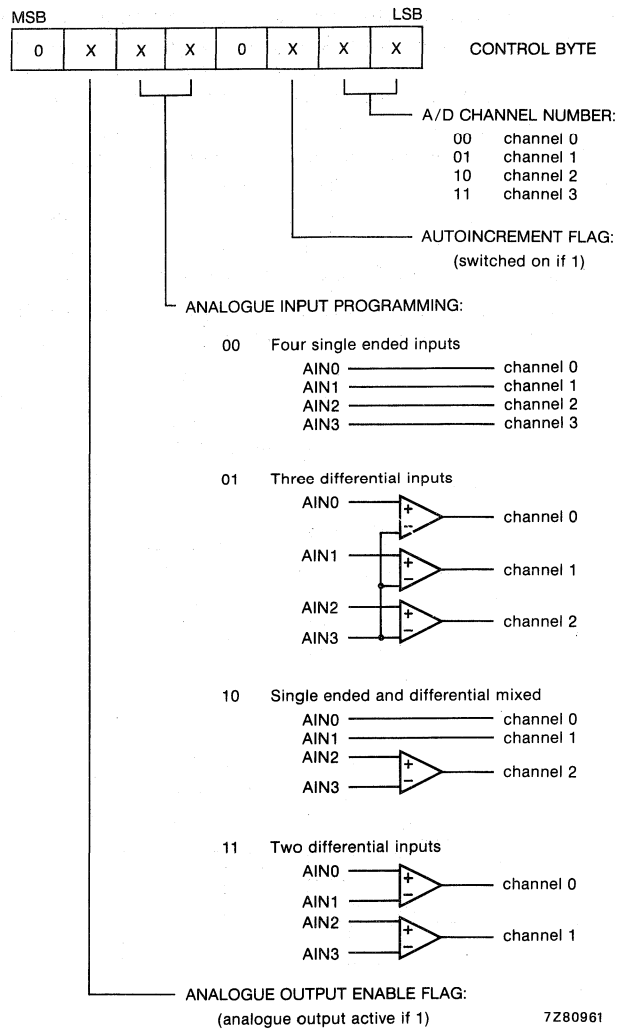 MSB LSB
0 X X X 0 X X X CONTROL BYTE
A/D CHANNEL NUMBER:
00 channel 0
01 channel 1
10 channel 2
11 channel 3
AUTOINCREMENT FLAG:
(switched on if 1)
ANALOGUE INPUT PROGRAMMING:
00 Four single ended inputs
AIN0 channel 0
AIN1 channel 1
AIN2 channel 2
AIN3 channel 3
01 Three differential inputs
AIN0 + − channel 0
AIN1 + − channel 1
AIN2 + − channel 2
AIN3
10 Single ended and differential mixed
AIN0 channel 0
AIN1 channel 1
AIN2 + − channel 2
AIN3
11 Two differential inputs
AIN0 + − channel 0
AIN1
AIN2 + − channel 1
AIN3
ANALOGUE OUTPUT ENABLE FLAG:
(analogue output active if 1) 7Z80961